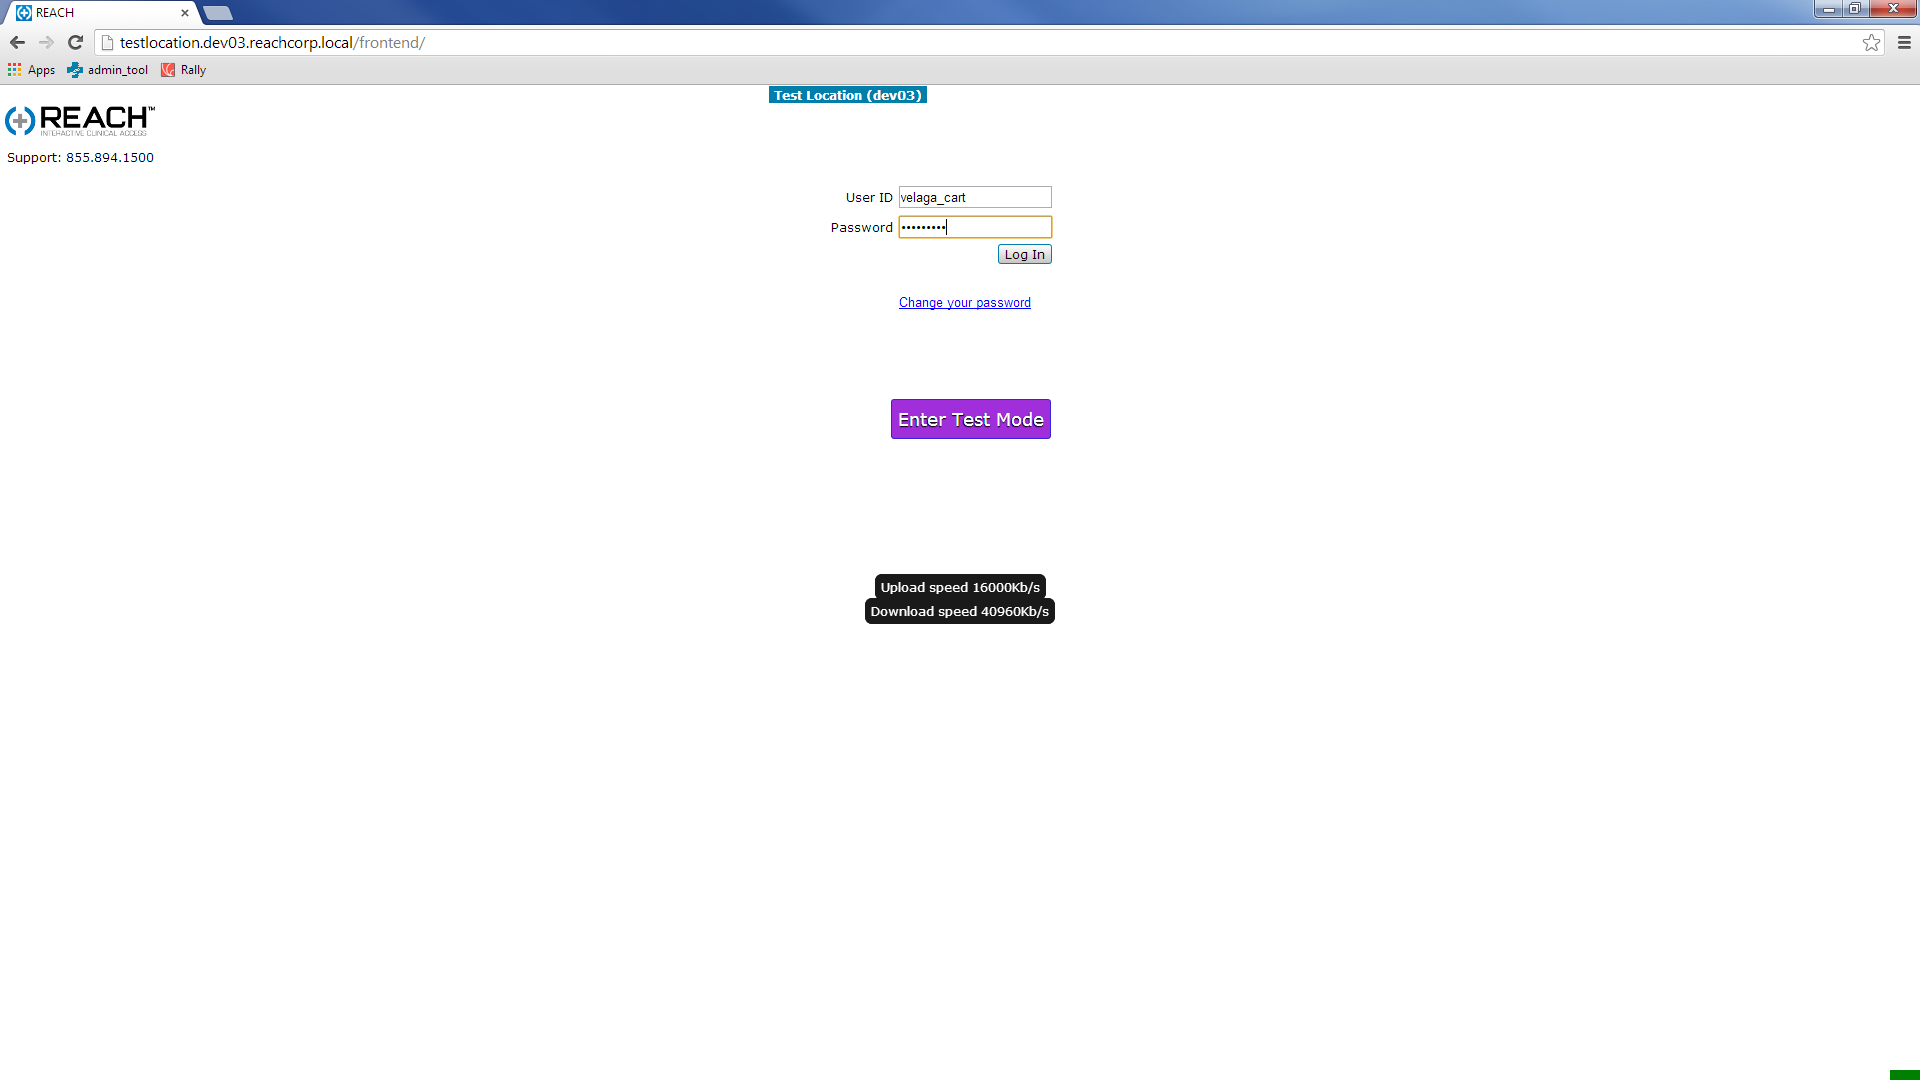 REACH
testlocation.dev03.reachcorp.local/frontend/
Apps admin_tool Rally
Test Location (dev03)
REACH™
INTERACTIVE CLINICAL ACCESS
Support: 855.894.1500
User ID velaga_cart
Password •••••••••
Log In
Change your password
Enter Test Mode
Upload speed 16000Kb/s
Download speed 40960Kb/s